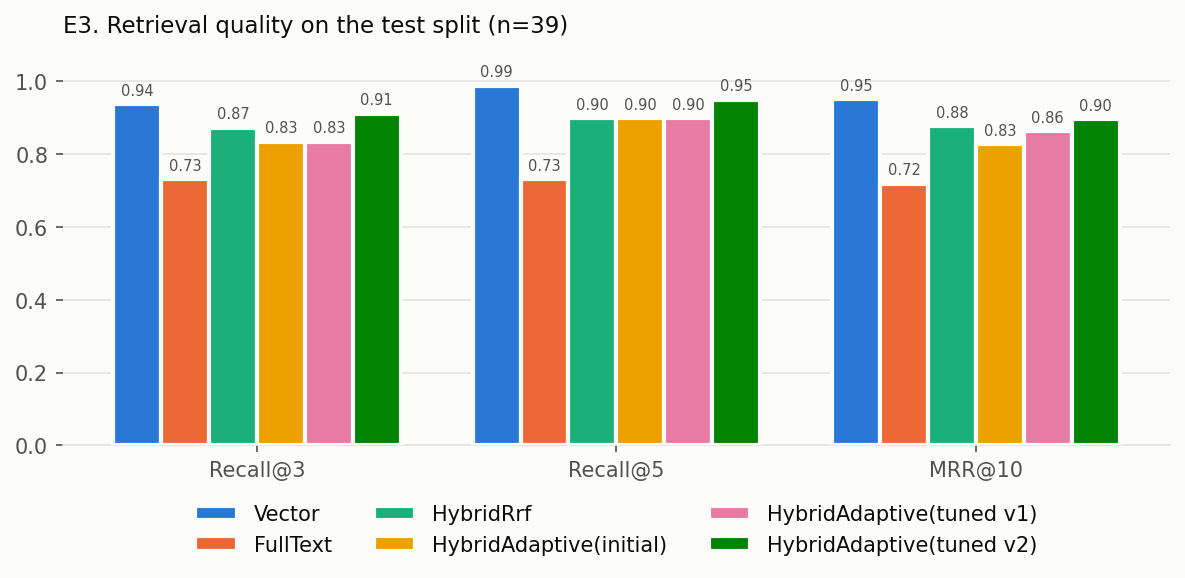 E3. Retrieval quality on the test split (n=39)
1.0
0.8
0.6
0.4
0.2
0.0
0.94
0.73
0.87
0.83
0.83
0.91
0.99
0.73
0.90
0.90
0.90
0.95
0.95
0.72
0.88
0.83
0.86
0.90
Recall@3
Recall@5
MRR@10
Vector
FullText
HybridRrf
HybridAdaptive(initial)
HybridAdaptive(tuned v1)
HybridAdaptive(tuned v2)